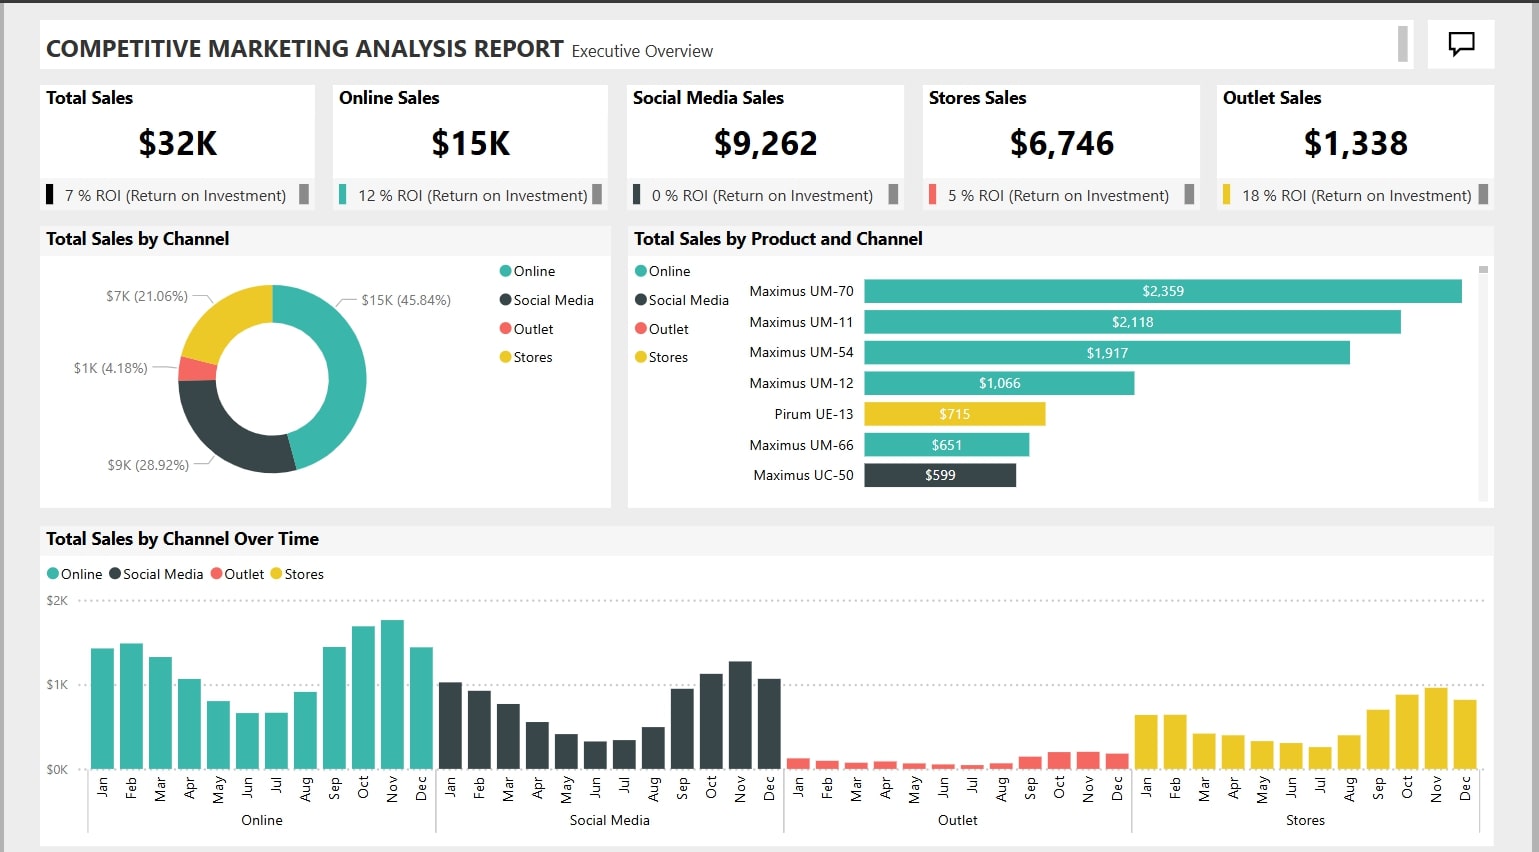 COMPETITIVE MARKETING ANALYSIS REPORT Executive Overview
Total Sales
$32K
7 % ROI (Return on Investment)
Online Sales
$15K
12 % ROI (Return on Investment)
Social Media Sales
$9,262
0 % ROI (Return on Investment)
Stores Sales
$6,746
5 % ROI (Return on Investment)
Outlet Sales
$1,338
18 % ROI (Return on Investment)
Total Sales by Channel
$7K (21.06%)
$15K (45.84%)
$1K (4.18%)
$9K (28.92%)
Online
Social Media
Outlet
Stores
Total Sales by Product and Channel
Online
Social Media
Outlet
Stores
Maximus UM-70 $2,359
Maximus UM-11 $2,118
Maximus UM-54 $1,917
Maximus UM-12 $1,066
Pirum UE-13 $715
Maximus UM-66 $651
Maximus UC-50 $599
Total Sales by Channel Over Time
Online Social Media Outlet Stores
$2K
$1K
$0K
Jan Feb Mar Apr May Jun Jul Aug Sep Oct Nov Dec Jan Feb Mar Apr May Jun Jul Aug Sep Oct Nov Dec Jan Feb Mar Apr May Jun Jul Aug Sep Oct Nov Dec Jan Feb Mar Apr May Jun Jul Aug Sep Oct Nov Dec
Online Social Media Outlet Stores